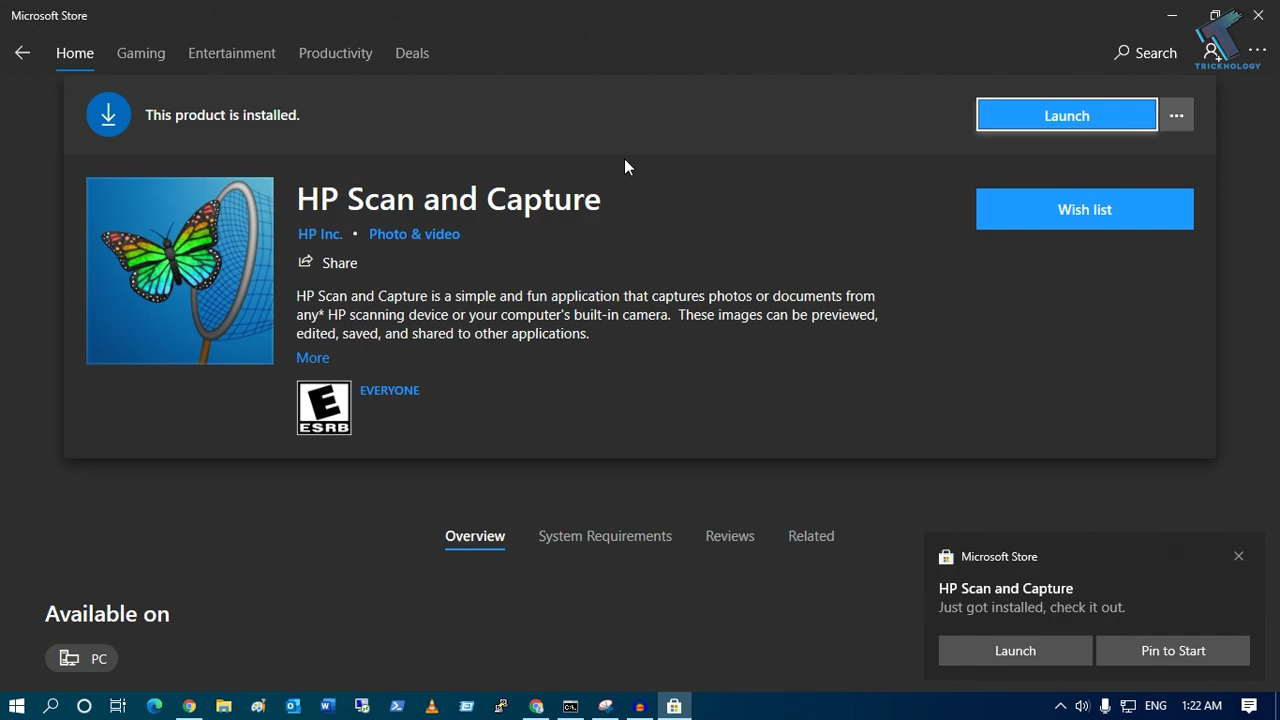 Microsoft Store
Home Gaming Entertainment Productivity Deals Search
TRICKNOLOGY
This product is installed.
Launch
HP Scan and Capture
Wish list
HP Inc. • Photo & video
Share
HP Scan and Capture is a simple and fun application that captures photos or documents from
any* HP scanning device or your computer's built-in camera. These images can be previewed,
edited, saved, and shared to other applications.
More
E
ESRB
EVERYONE
Overview System Requirements Reviews Related
Available on
PC
Microsoft Store
HP Scan and Capture
Just got installed, check it out.
Launch Pin to Start
ENG 1:22 AM